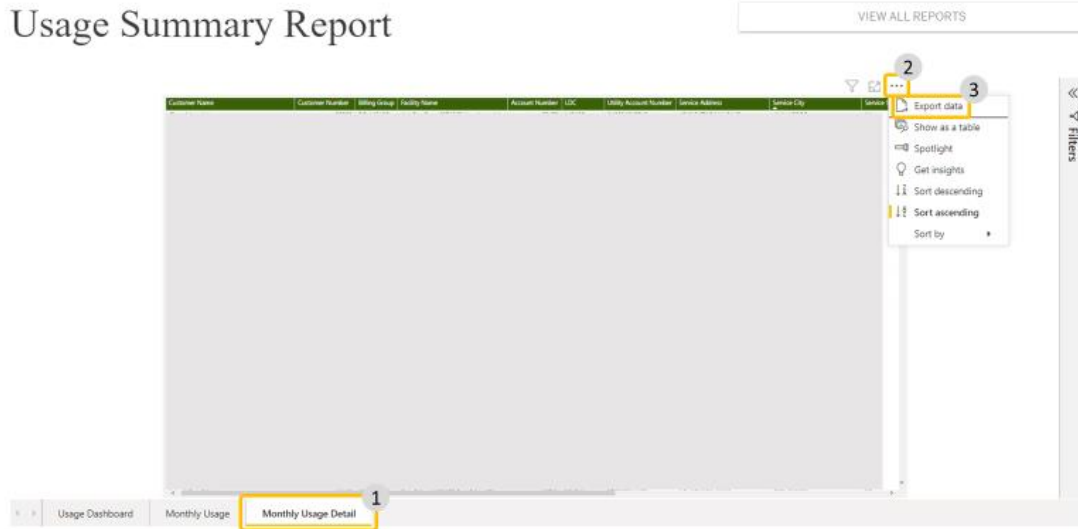 Usage Summary Report
VIEW ALL REPORTS
2
3
1
Customer Name Customer Number Billing Group Facility Name Account Number LDC Utility Account Number Service Address Service City Service
Export data
Show as a table
Spotlight
Get insights
Sort descending
Sort ascending
Sort by
Filters
Usage Dashboard Monthly Usage Monthly Usage Detail